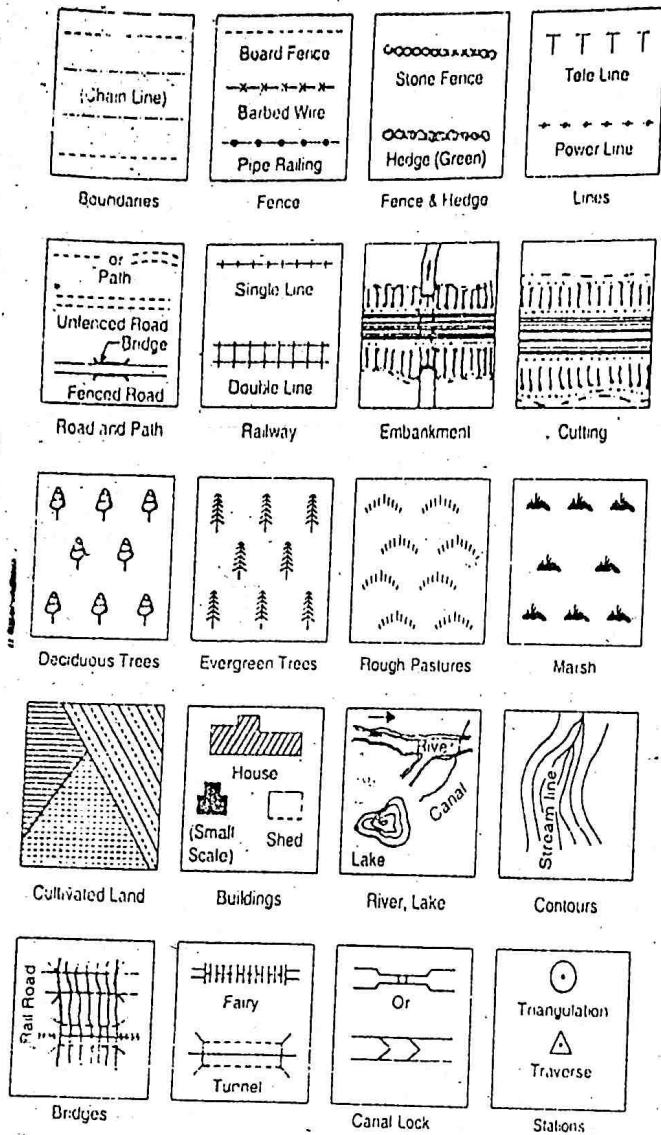 (Chain Line)
Boundaries
Board Fence
Barbed Wire
Pipe Railing
Fence
Stone Fence
Hedge (Green)
Fence & Hedge
Tele Line
Power Line
Lines
or
Path
Unfenced Road
Bridge
Fenced Road
Road and Path
Single Line
Double Line
Railway
Embankment
Cutting
Deciduous Trees
Evergreen Trees
Rough Pastures
Marsh
Cultivated Land
House
(Small
Scale)
Shed
Buildings
River
Canal
Lake
River, Lake
Stream line
Contours
Rail Road
Bridges
Fairy
Tunnel
Or
Canal Lock
Triangulation
Traverse
Stations